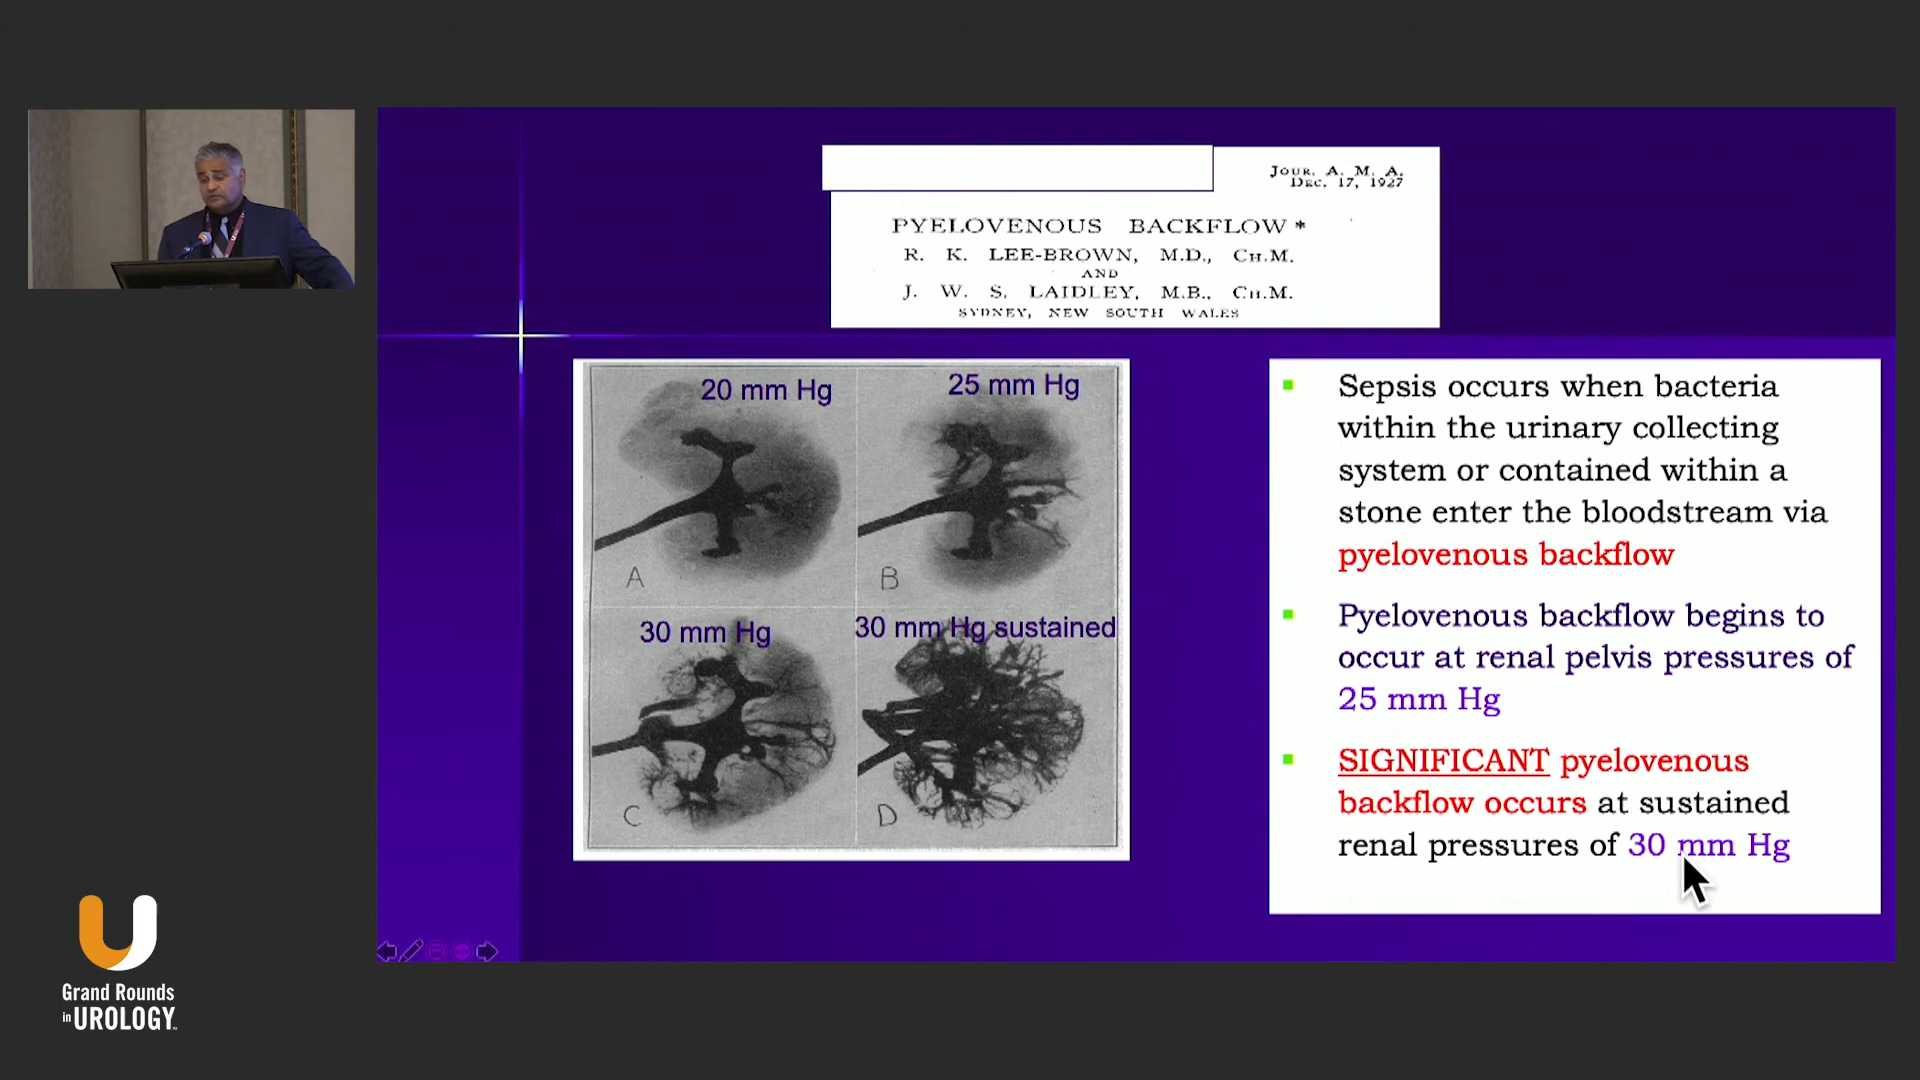 JOUR. A. M. A.
DEC. 17, 1927
PYELOVENOUS BACKFLOW *
R. K. LEE-BROWN, M.D., CH.M.
AND
J. W. S. LAIDLEY, M.B., CH.M.
SYDNEY, NEW SOUTH WALES
20 mm Hg
25 mm Hg
A
B
30 mm Hg
30 mm Hg sustained
C
D
Sepsis occurs when bacteria
within the urinary collecting
system or contained within a
stone enter the bloodstream via
pyelovenous backflow
Pyelovenous backflow begins to
occur at renal pelvis pressures of
25 mm Hg
SIGNIFICANT pyelovenous
backflow occurs at sustained
renal pressures of 30 mm Hg
Grand Rounds
in UROLOGY